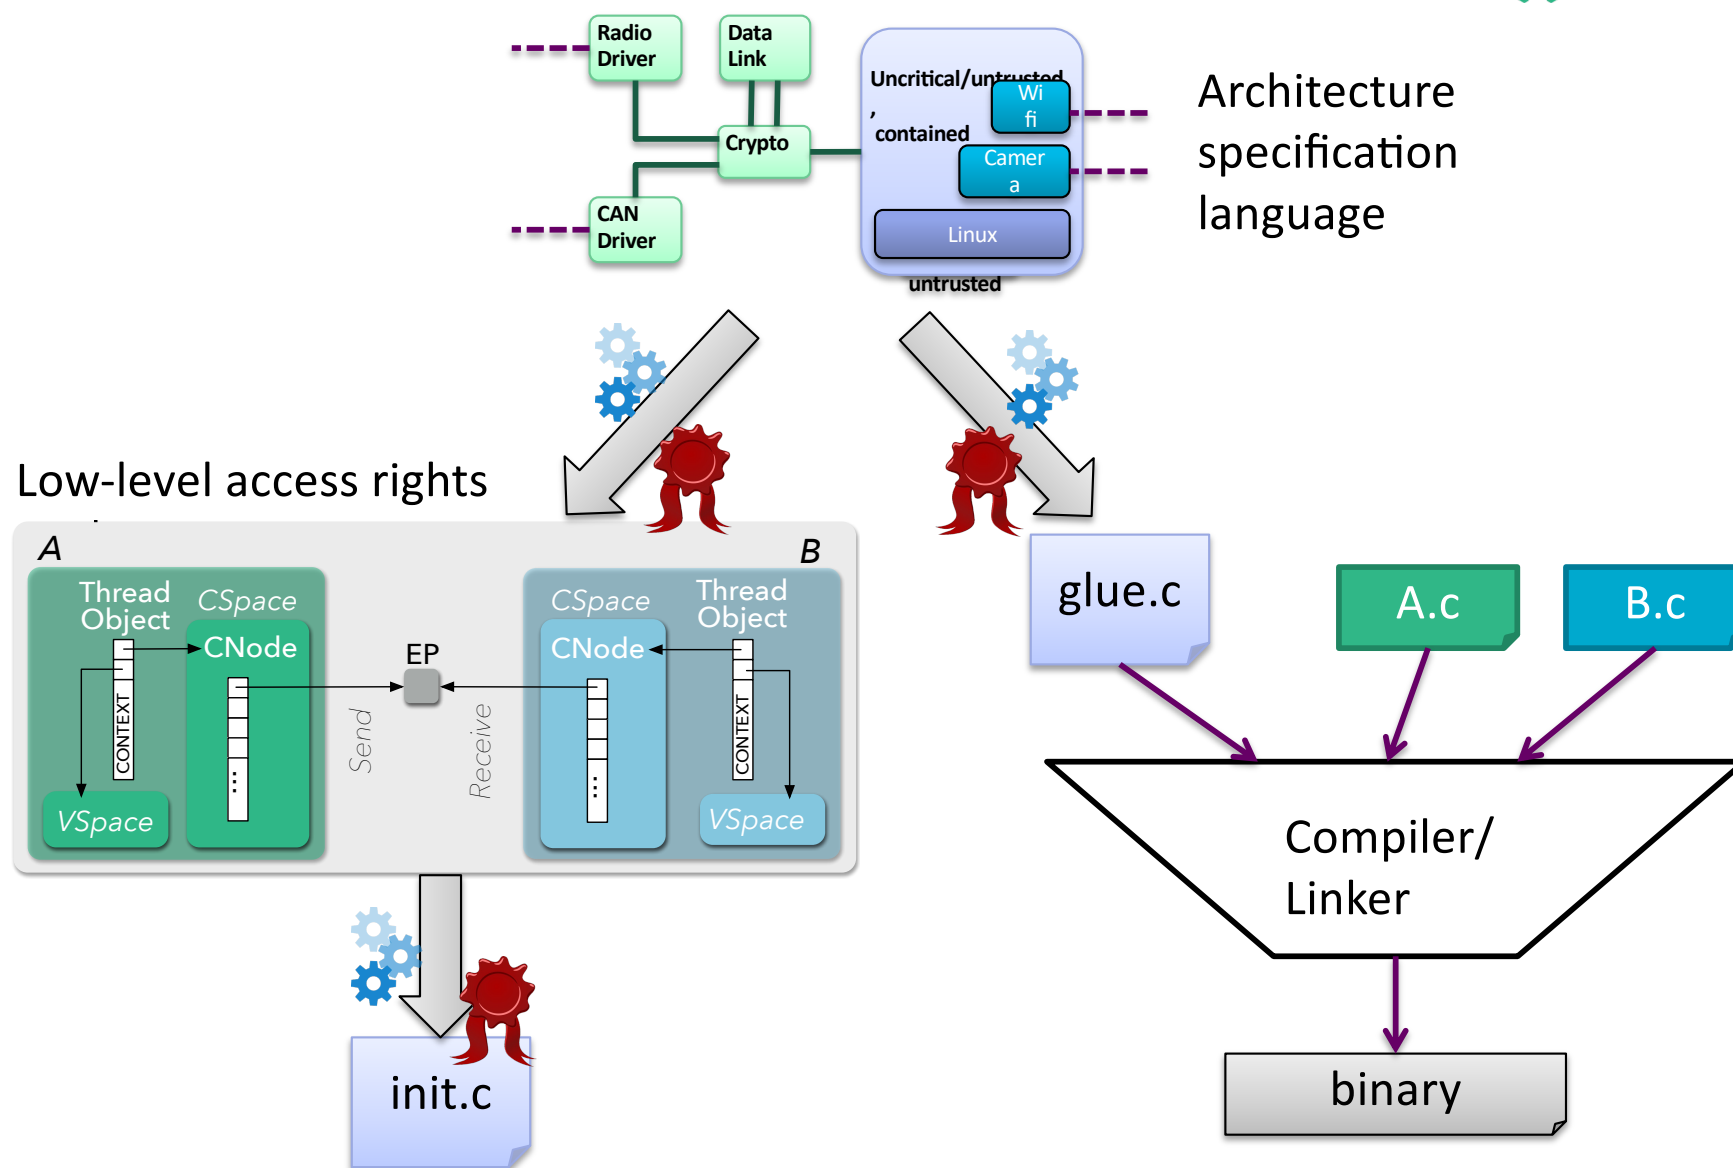 Radio
Driver
Data
Link
Uncritical/untrusted
,
contained
Wi
fi
Camer
a
Linux
untrusted
Crypto
CAN
Driver
Architecture
specification
language
Low-level access rights
A
B
Thread
Object
CSpace
CNode
CONTEXT
...
VSpace
EP
Send
Receive
CSpace
CNode
...
Thread
Object
CONTEXT
VSpace
glue.c
A.c
B.c
Compiler/
Linker
binary
init.c